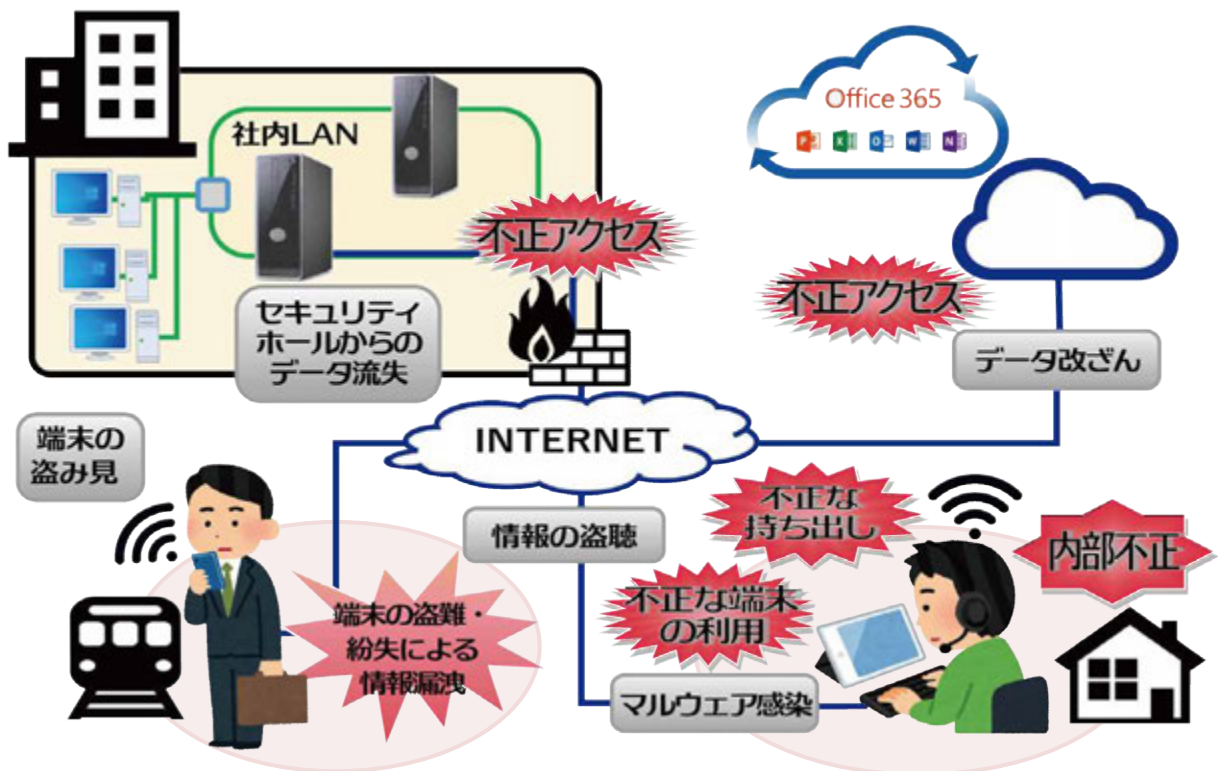 社内LAN
不正アクセス
セキュリティ
ホールからの
データ流失
Office 365
P
X
O
W
N
不正アクセス
データ改ざん
INTERNET
端末の
盗み見
情報の盗聴
不正な
持ち出し
内部不正
不正な端末
の利用
端末の盗難・
紛失による
情報漏洩
マルウェア感染